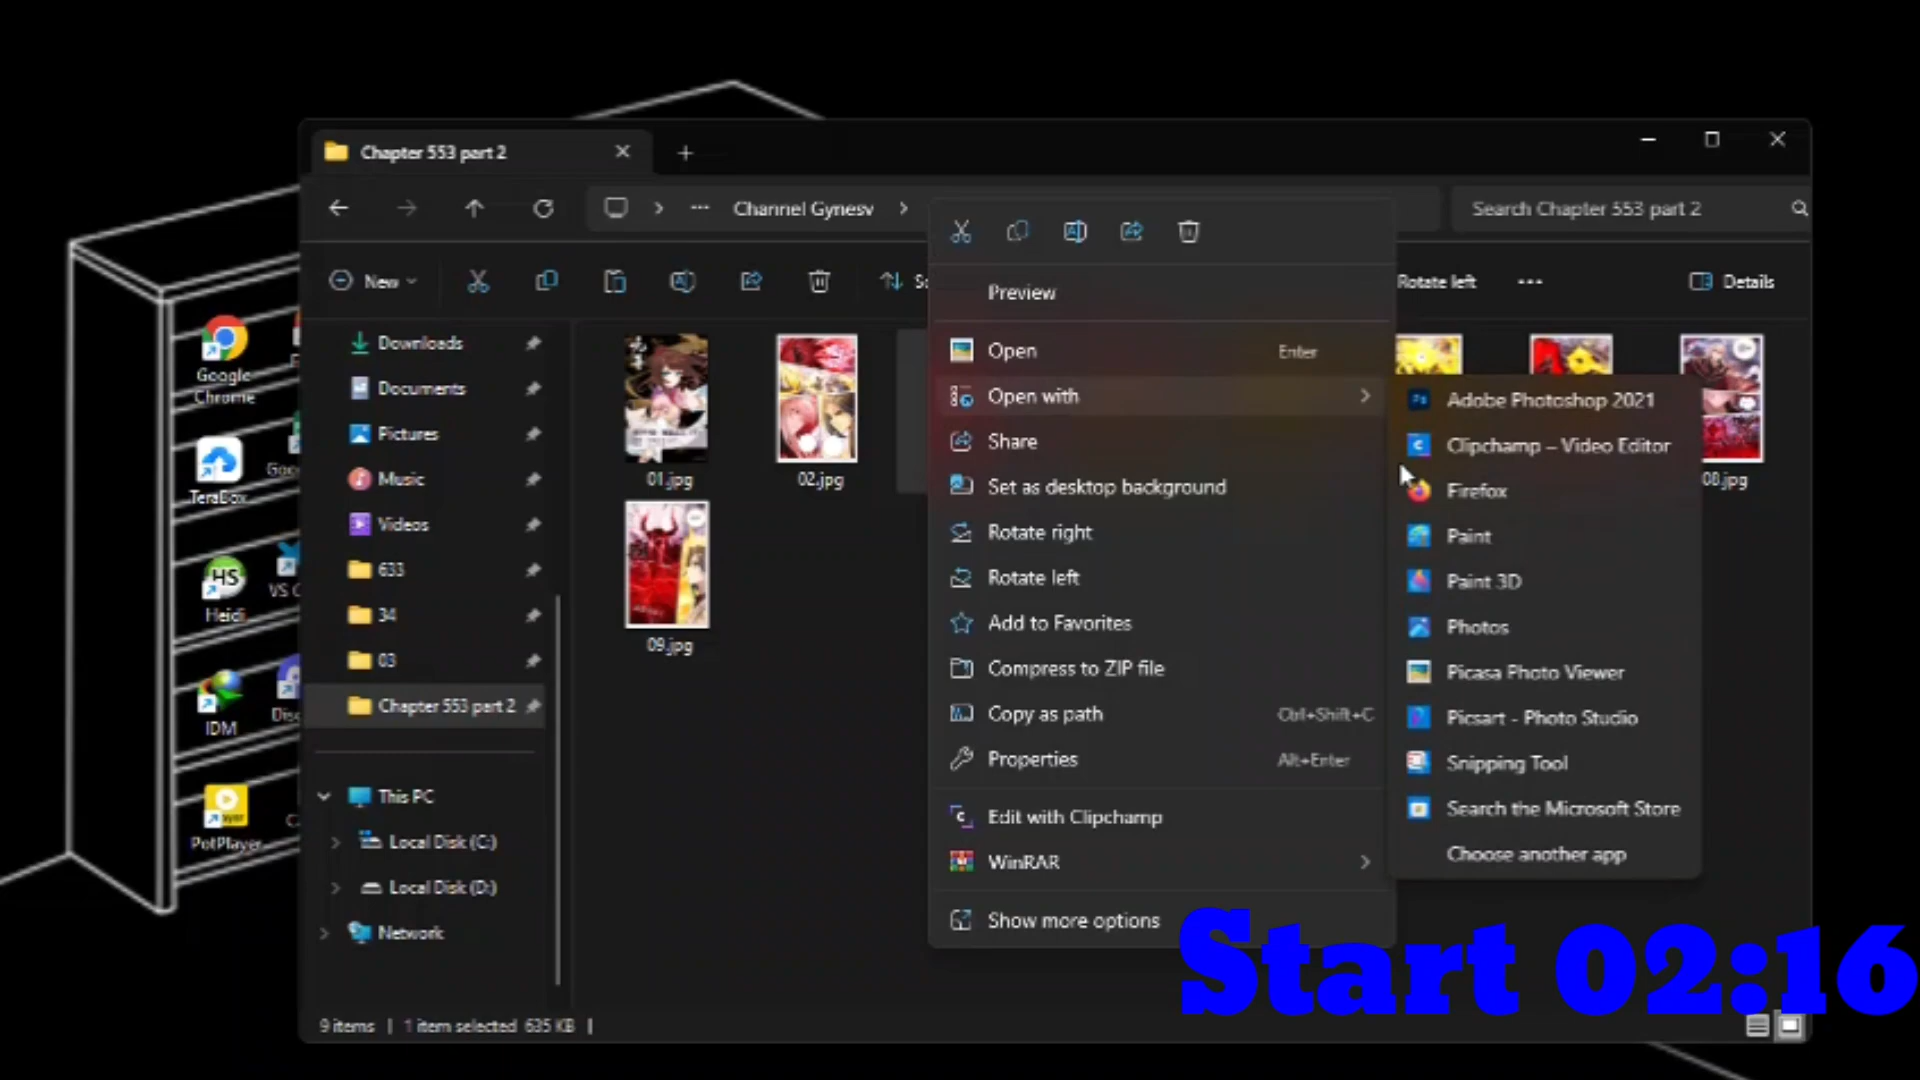 Chapter 553 part 2
Channel Gynesv
Search Chapter 553 part 2
New
Rotate left
Details
Google
Chrome
TeraBox
HS
Heidi
VS
IDM
PotPlayer
Downloads
Documents
Pictures
Music
Videos
633
34
03
Chapter 553 part 2
This PC
Local Disk (C:)
Local Disk (D:)
Network
01.jpg
02.jpg
08.jpg
09.jpg
Preview
Open Enter
Open with
Share
Set as desktop background
Rotate right
Rotate left
Add to Favorites
Compress to ZIP file
Copy as path Ctrl+Shift+C
Properties Alt+Enter
Edit with Clipchamp
WinRAR
Show more options
Adobe Photoshop 2021
Clipchamp – Video Editor
Firefox
Paint
Paint 3D
Photos
Picasa Photo Viewer
Picsart - Photo Studio
Snipping Tool
Search the Microsoft Store
Choose another app
9 items | 1 item selected 635 KB |
Start 02:16